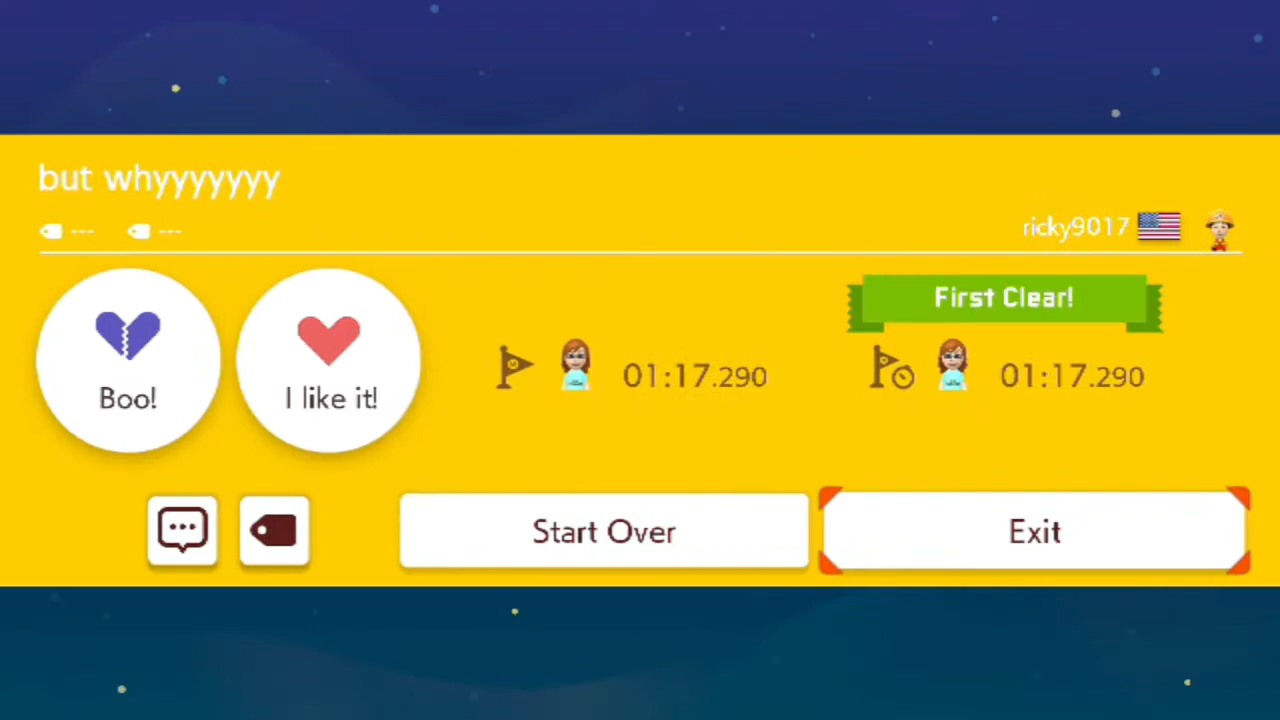 but whyyyyyyy
--- ---
ricky9017
First Clear!
Boo!
I like it!
01:17.290
01:17.290
Start Over
Exit